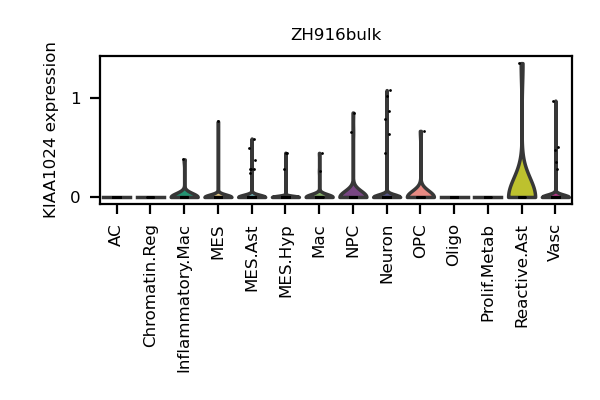 ZH916bulk
KIAA1024 expression
1
0
AC
Chromatin.Reg
Inflammatory.Mac
MES
MES.Ast
MES.Hyp
Mac
NPC
Neuron
OPC
Oligo
Prolif.Metab
Reactive.Ast
Vasc